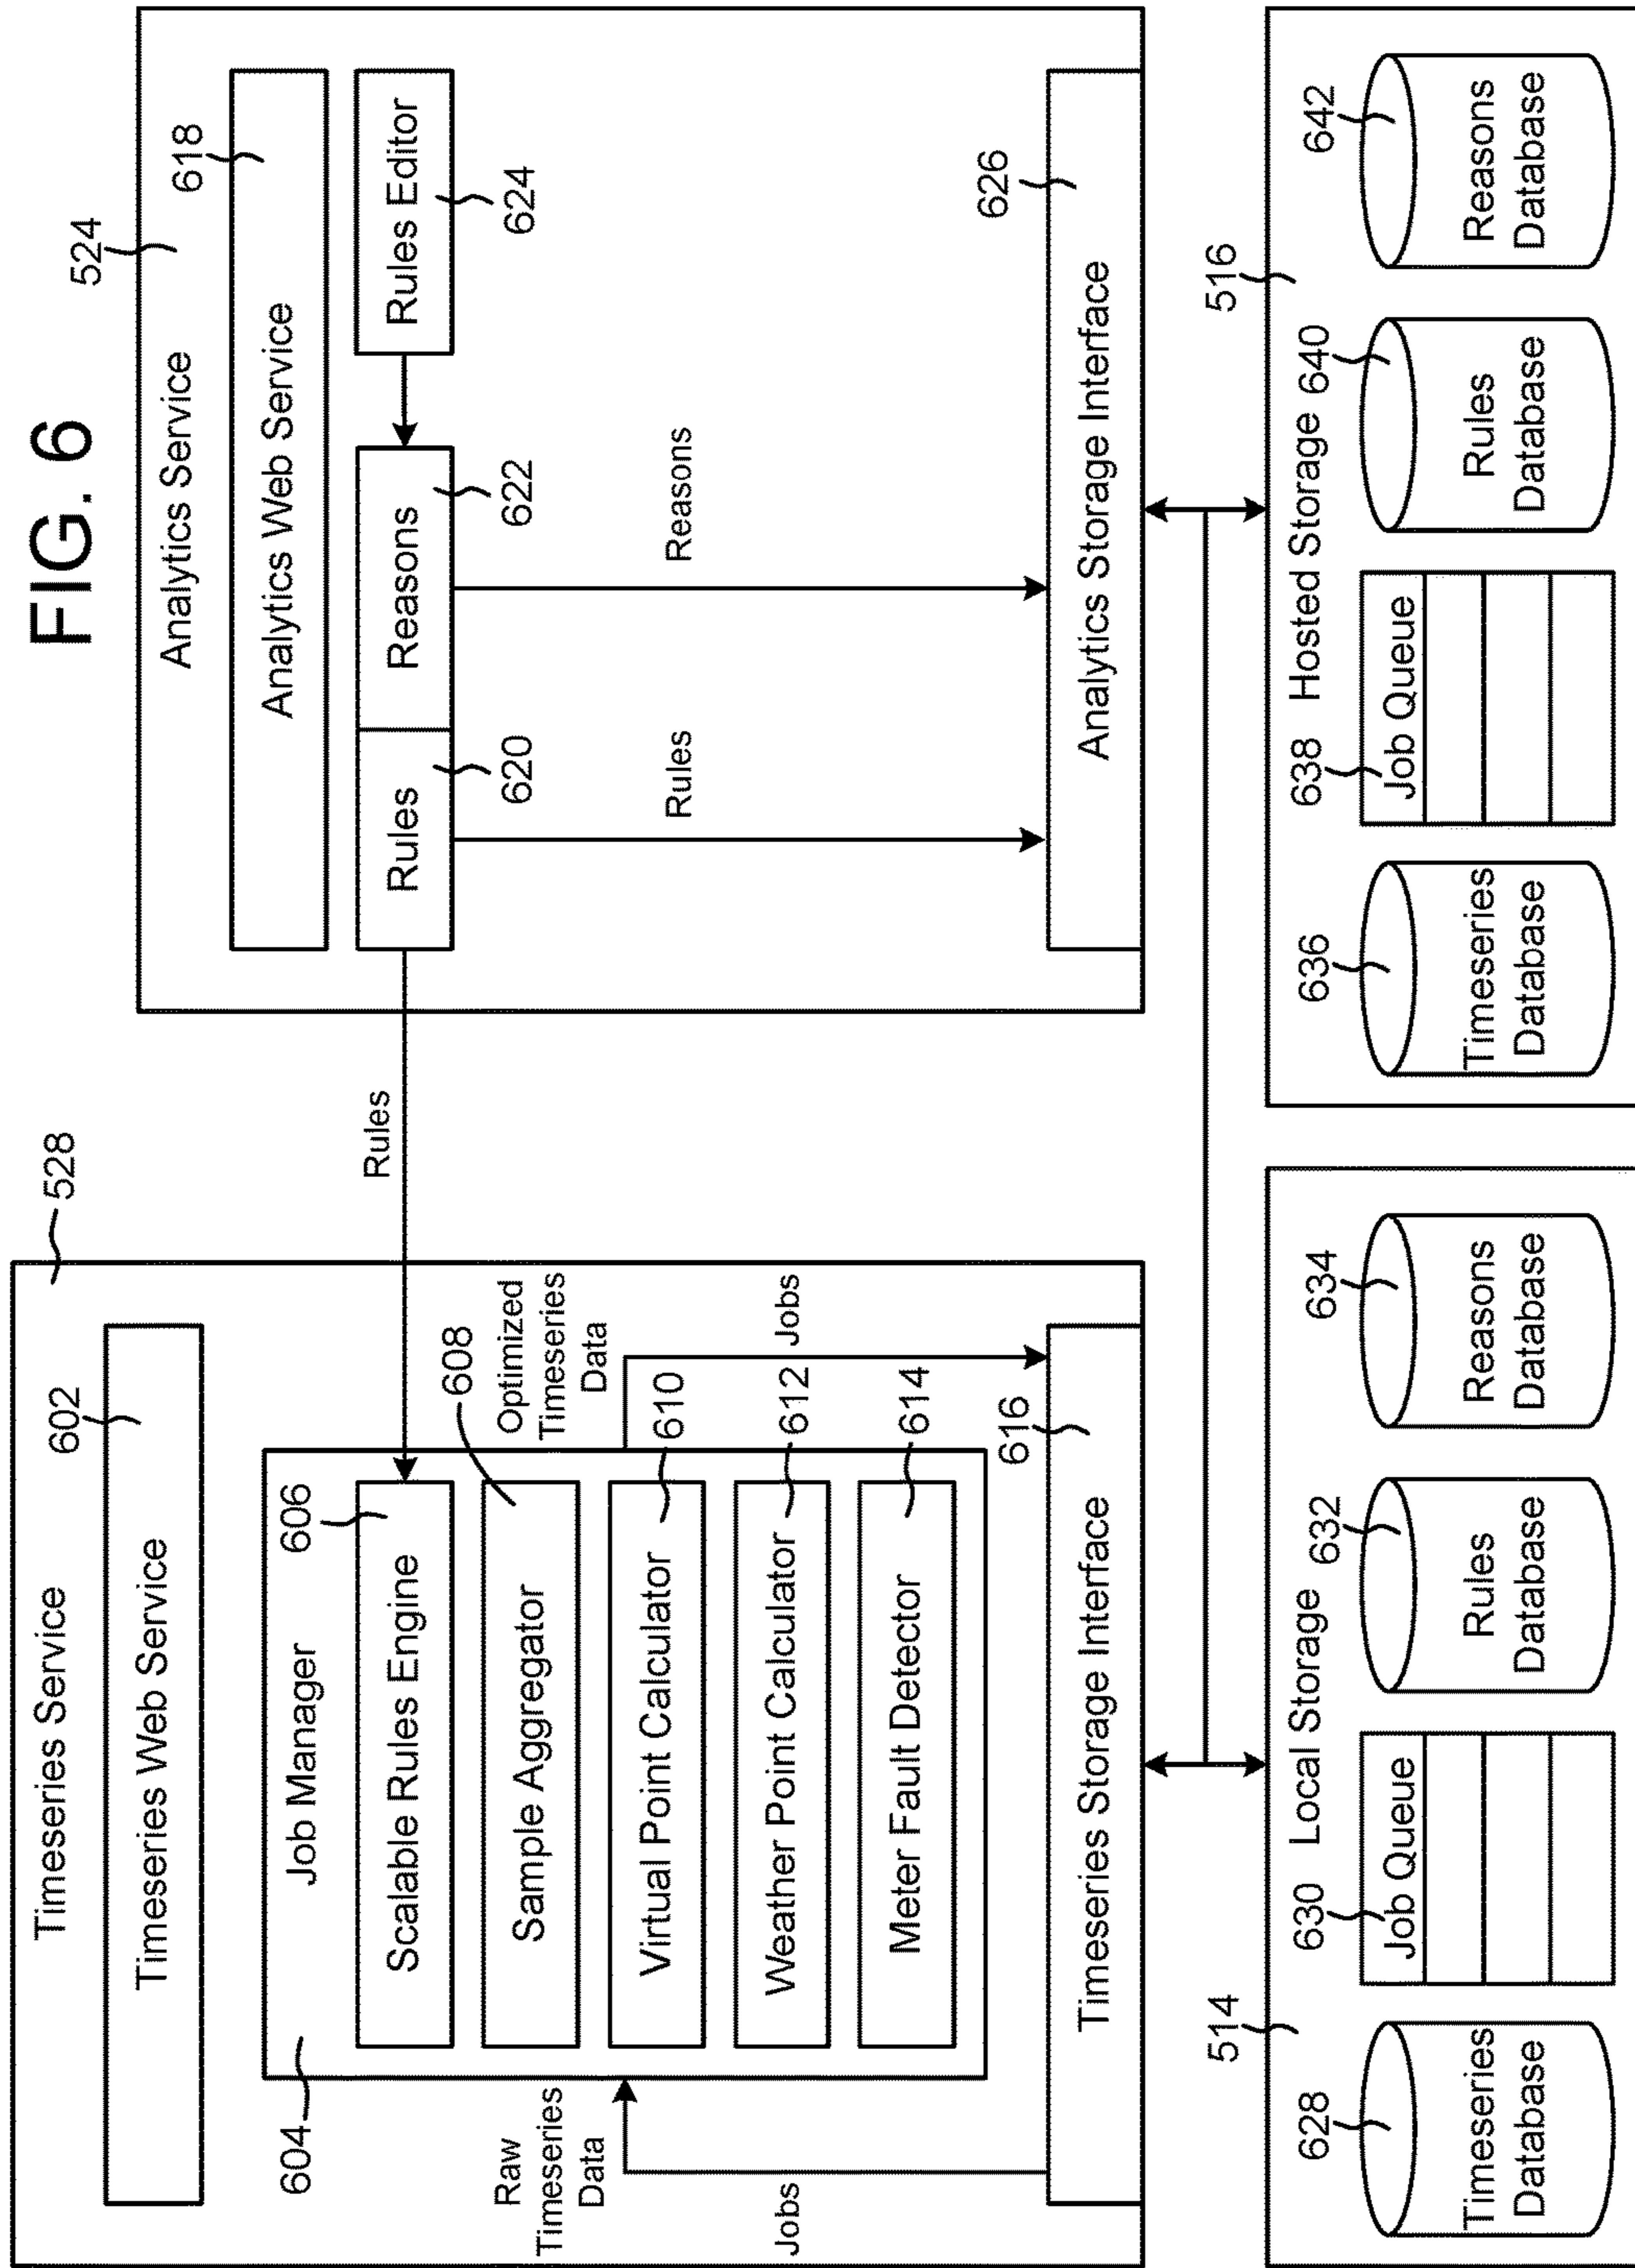 FIG. 6
Timeseries Service
528
Timeseries Web Service
602
Job Manager
604
Scalable Rules Engine
606
Sample Aggregator
608
Virtual Point Calculator
610
Weather Point Calculator
612
Meter Fault Detector
614
Raw
Timeseries
Data
Jobs
Optimized
Timeseries
Data
Jobs
Timeseries Storage Interface
616
Rules
Analytics Service
524
Analytics Web Service
618
Rules
620
Reasons
622
Rules Editor
624
Rules
Reasons
Analytics Storage Interface
626
514
Local Storage
628
Timeseries
Database
630
Job Queue
632
Rules
Database
634
Reasons
Database
516
Hosted Storage
636
Timeseries
Database
638
Job Queue
640
Rules
Database
642
Reasons
Database